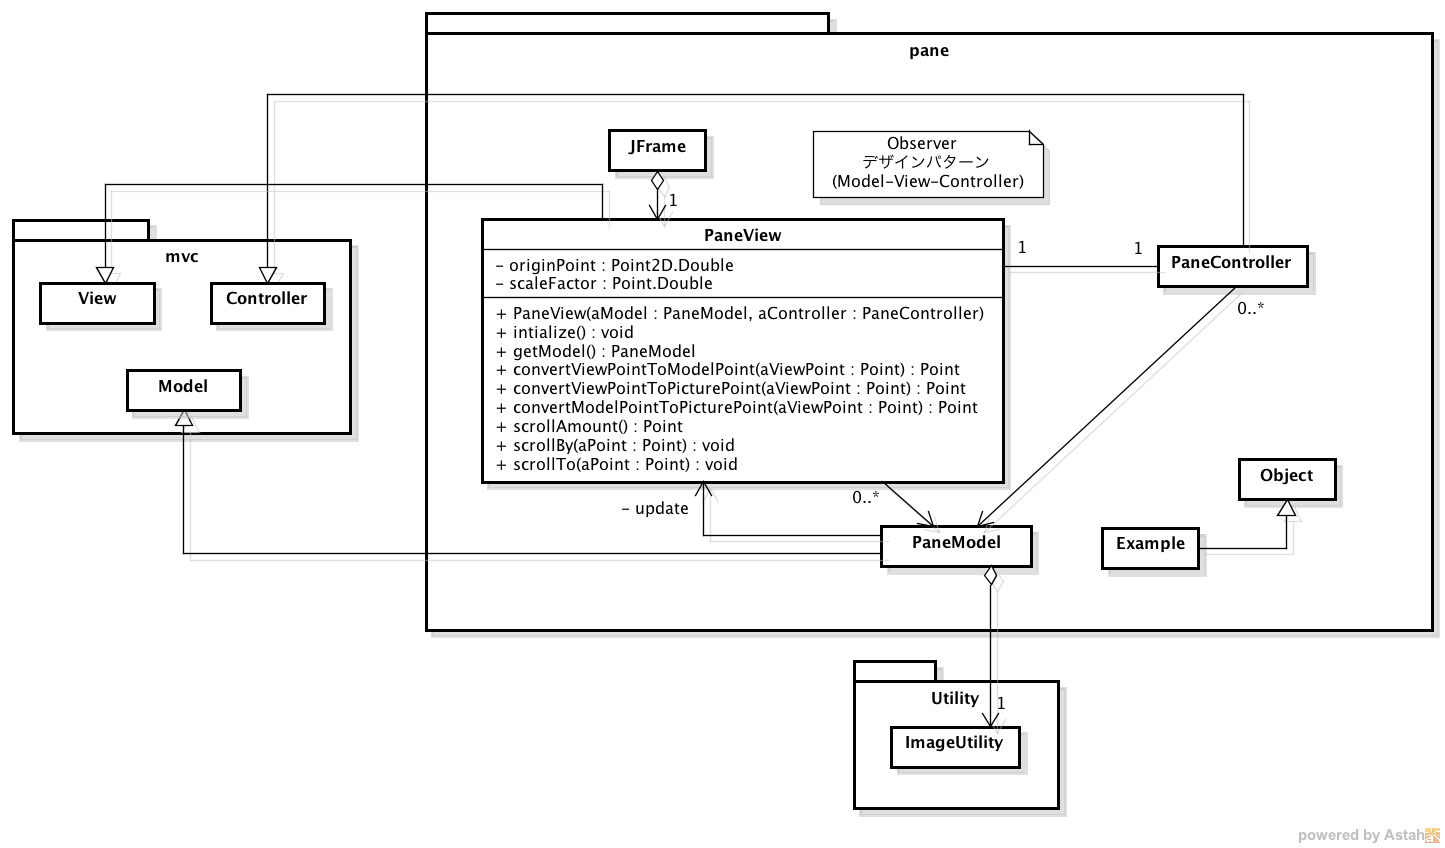 pane
JFrame
Observer
デザインパターン
(Model-View-Controller)
1
mvc
View
Controller
Model
PaneView
- originPoint : Point2D.Double
- scaleFactor : Point.Double
+ PaneView(aModel : PaneModel, aController : PaneController)
+ intialize() : void
+ getModel() : PaneModel
+ convertViewPointToModelPoint(aViewPoint : Point) : Point
+ convertViewPointToPicturePoint(aViewPoint : Point) : Point
+ convertModelPointToPicturePoint(aViewPoint : Point) : Point
+ scrollAmount() : Point
+ scrollBy(aPoint : Point) : void
+ scrollTo(aPoint : Point) : void
1
1
PaneController
0..*
Object
0..*
- update
PaneModel
Example
Utility
1
ImageUtility
powered by Astah